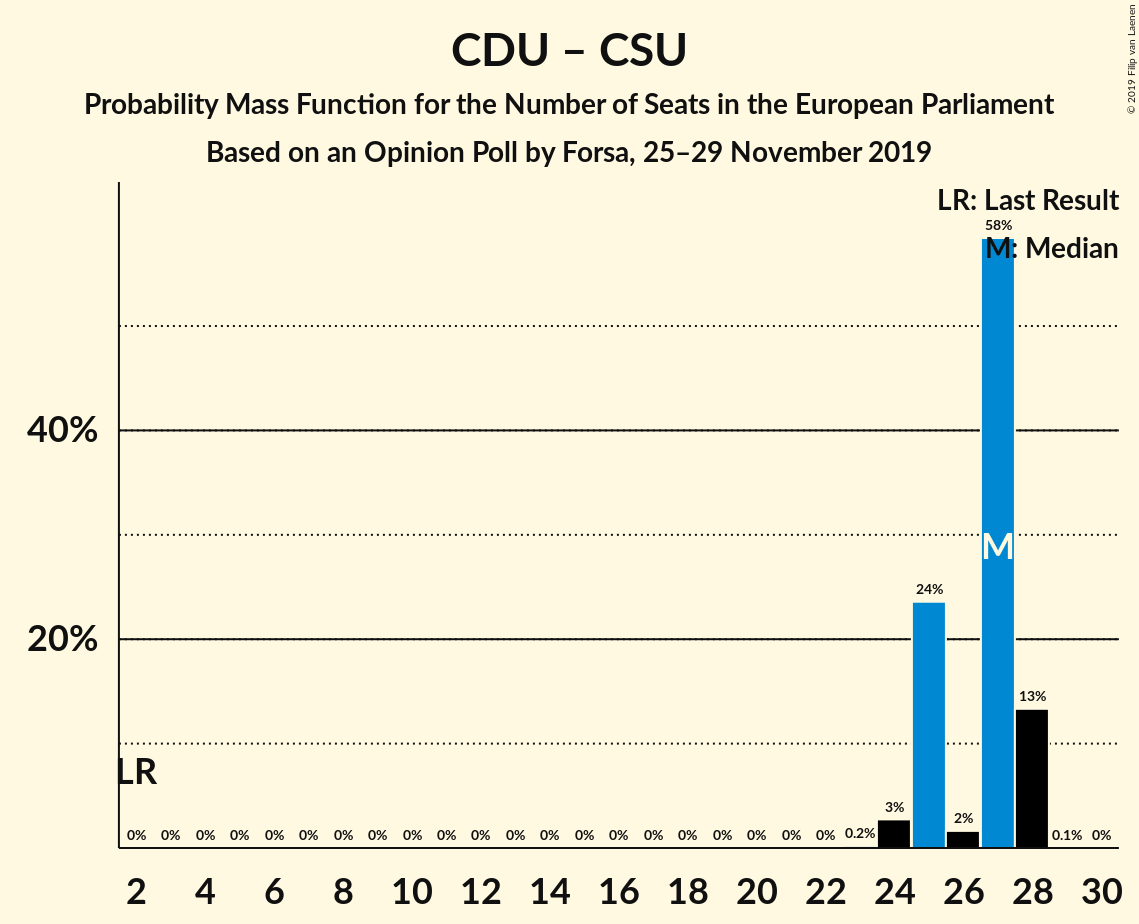 CDU – CSU
Probability Mass Function for the Number of Seats in the European Parliament
Based on an Opinion Poll by Forsa, 25–29 November 2019
© 2019 Filip van Laenen
LR: Last Result
58%
M: Median
40%
M
24%
20%
13%
LR
3%
2%
0% 0% 0% 0% 0% 0% 0% 0% 0% 0% 0% 0% 0% 0% 0% 0% 0% 0% 0% 0% 0% 0.2% 0.1% 0%
2 4 6 8 10 12 14 16 18 20 22 24 26 28 30